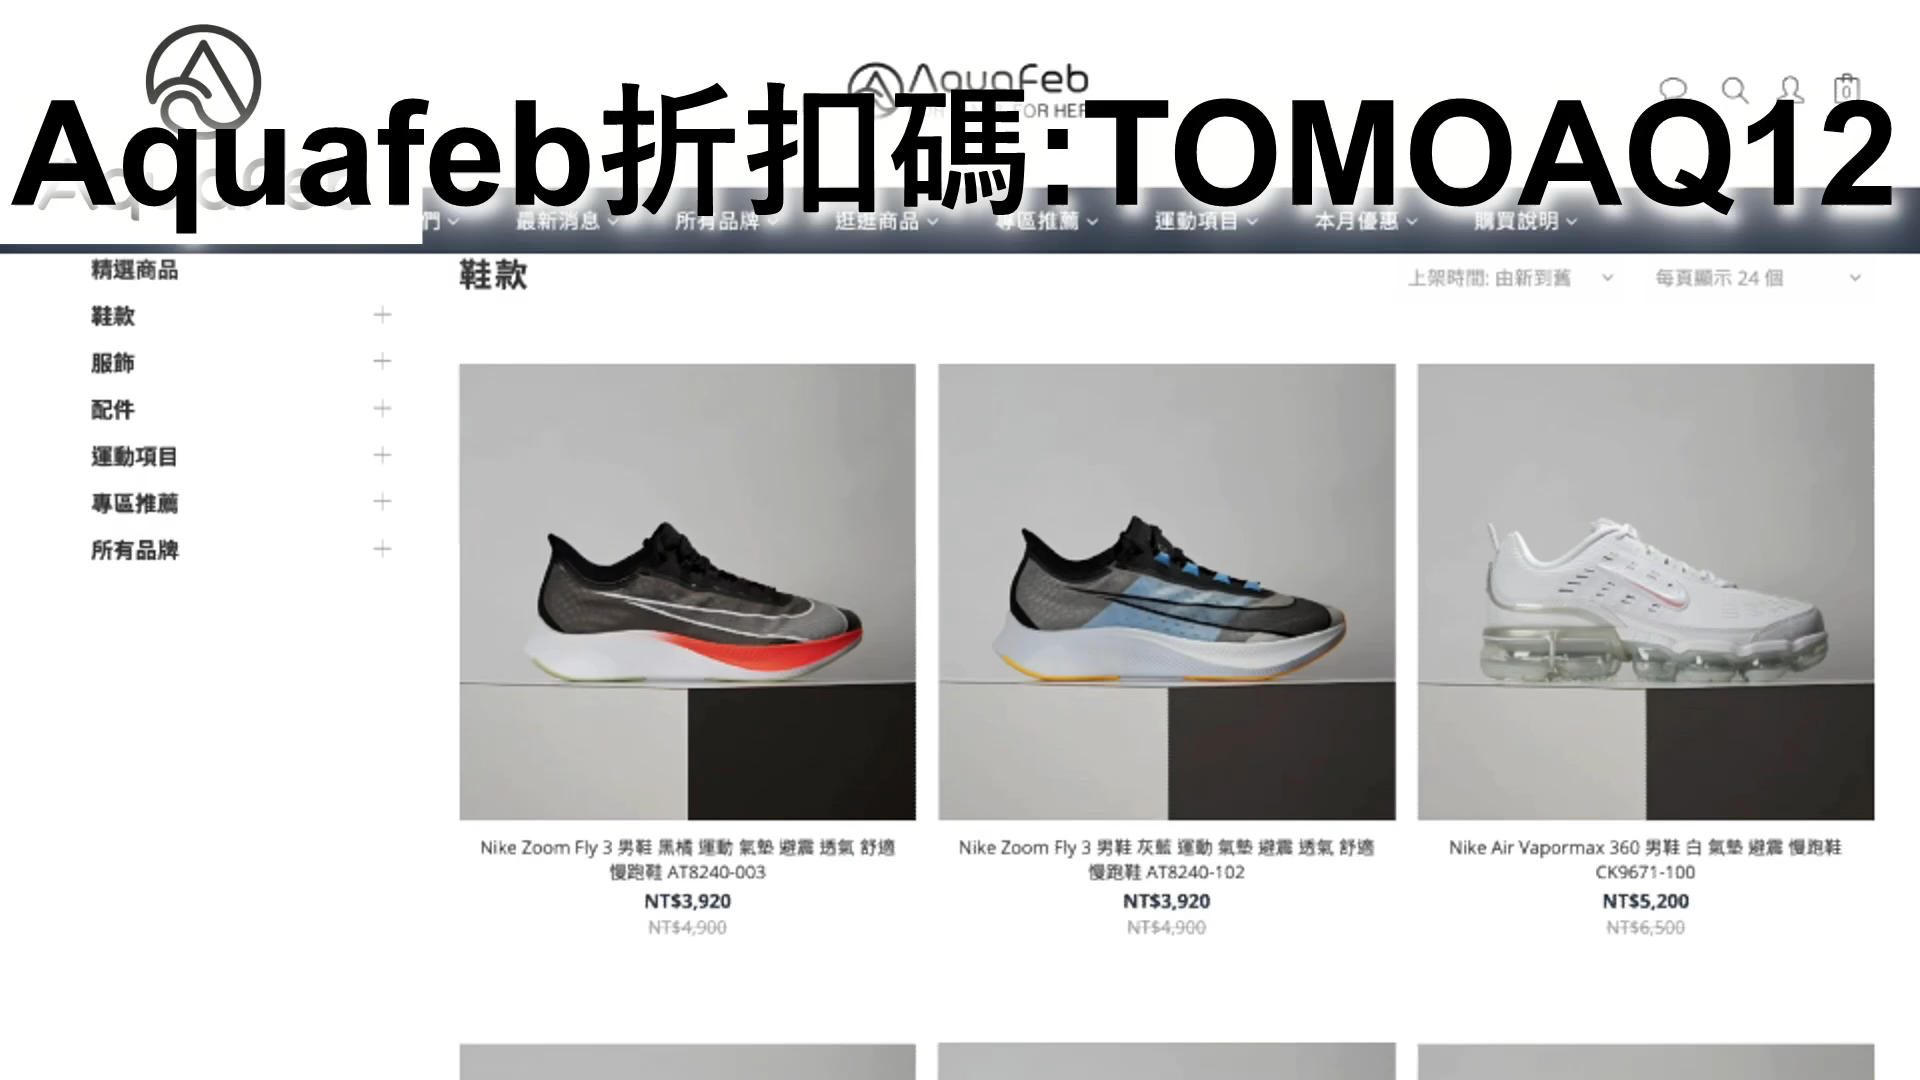 Aquafeb折扣碼:TOMOAQ12
AquaFeb
FOR HER
們
最新消息
所有品牌
逛逛商品
專區推薦
運動項目
本月優惠
購買說明
精選商品
鞋款
服飾
配件
運動項目
專區推薦
所有品牌
鞋款
上架時間: 由新到舊
每頁顯示 24 個
0
Nike Zoom Fly 3 男鞋 黑橘 運動 氣墊 避震 透氣 舒適
慢跑鞋 AT8240-003
NT$3,920
NT$4,900
Nike Zoom Fly 3 男鞋 灰藍 運動 氣墊 避震 透氣 舒適
慢跑鞋 AT8240-102
NT$3,920
NT$4,900
Nike Air Vapormax 360 男鞋 白 氣墊 避震 慢跑鞋
CK9671-100
NT$5,200
NT$6,500